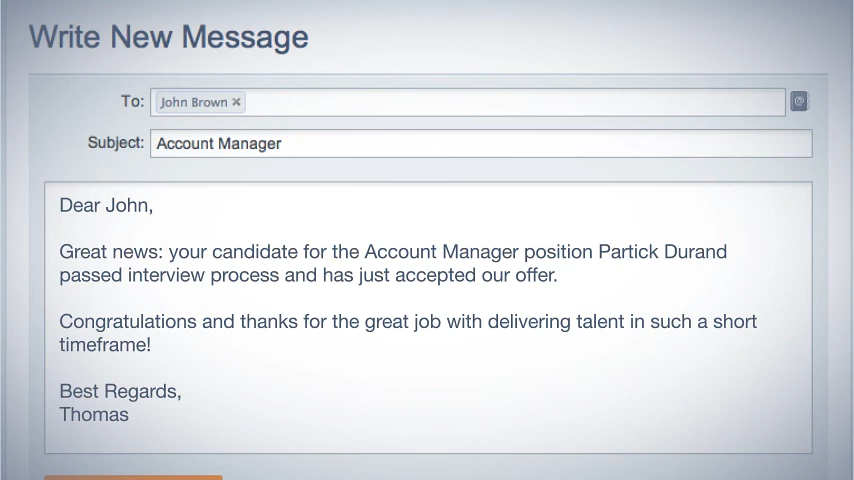 Write New Message
To: John Brown ×
Subject: Account Manager
Dear John,
Great news: your candidate for the Account Manager position Partick Durand
passed interview process and has just accepted our offer.
Congratulations and thanks for the great job with delivering talent in such a short
timeframe!
Best Regards,
Thomas